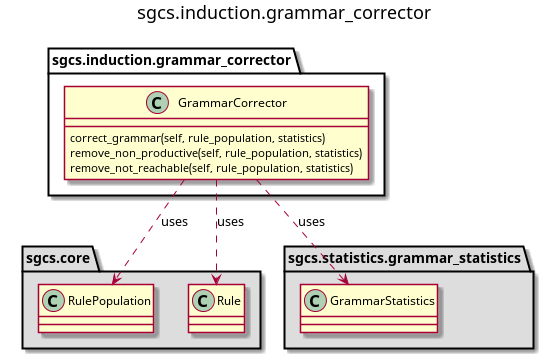 sgcs.induction.grammar_corrector
sgcs.induction.grammar_corrector
C GrammarCorrector
correct_grammar(self, rule_population, statistics)
remove_non_productive(self, rule_population, statistics)
remove_not_reachable(self, rule_population, statistics)
uses uses uses
sgcs.core
sgcs.statistics.grammar_statistics
C RulePopulation
C Rule
C GrammarStatistics